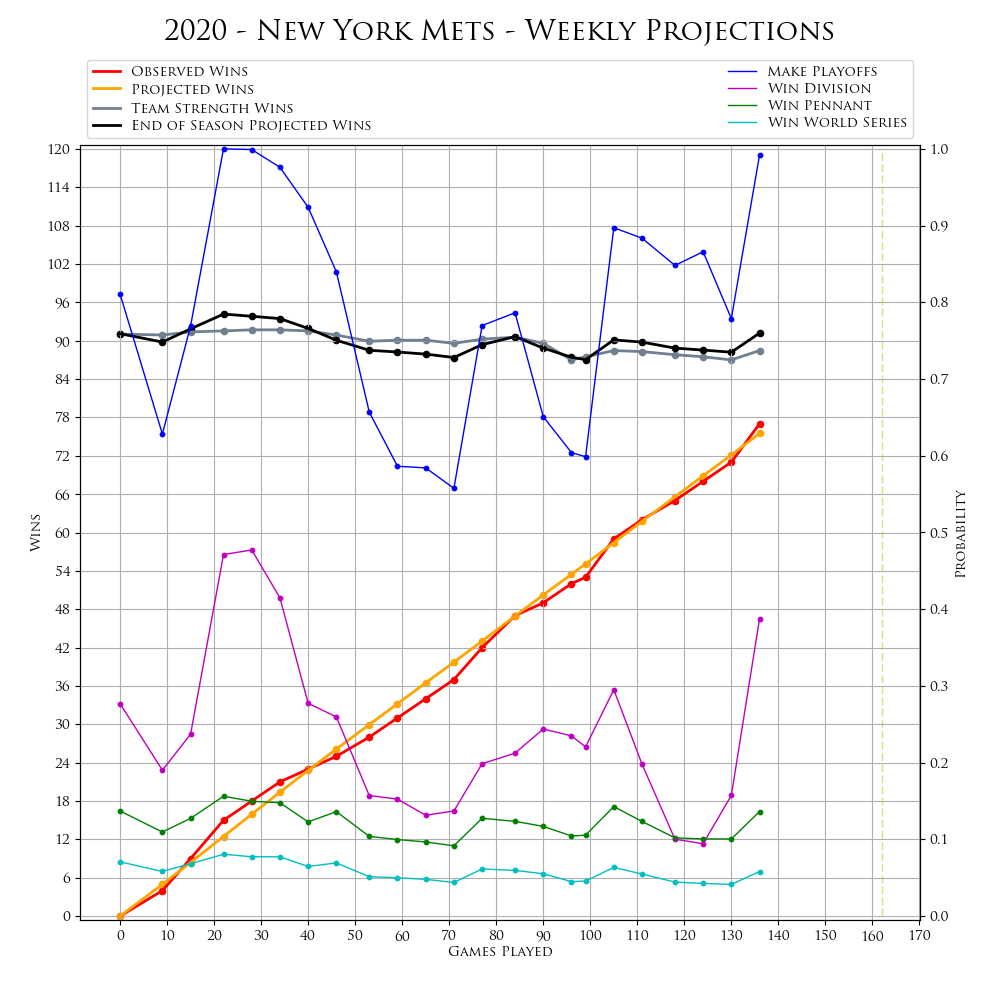 2020 - New York Mets - Weekly Projections
Observed Wins
Projected Wins
Team Strength Wins
End of Season Projected Wins
Make Playoffs
Win Division
Win Pennant
Win World Series
120
114
108
102
96
90
84
78
72
66
60
54
48
42
36
30
24
18
12
6
0
Wins
1.0
0.9
0.8
0.7
0.6
0.5
0.4
0.3
0.2
0.1
0.0
Probability
0 10 20 30 40 50 60 70 80 90 100 110 120 130 140 150 160 170
Games Played